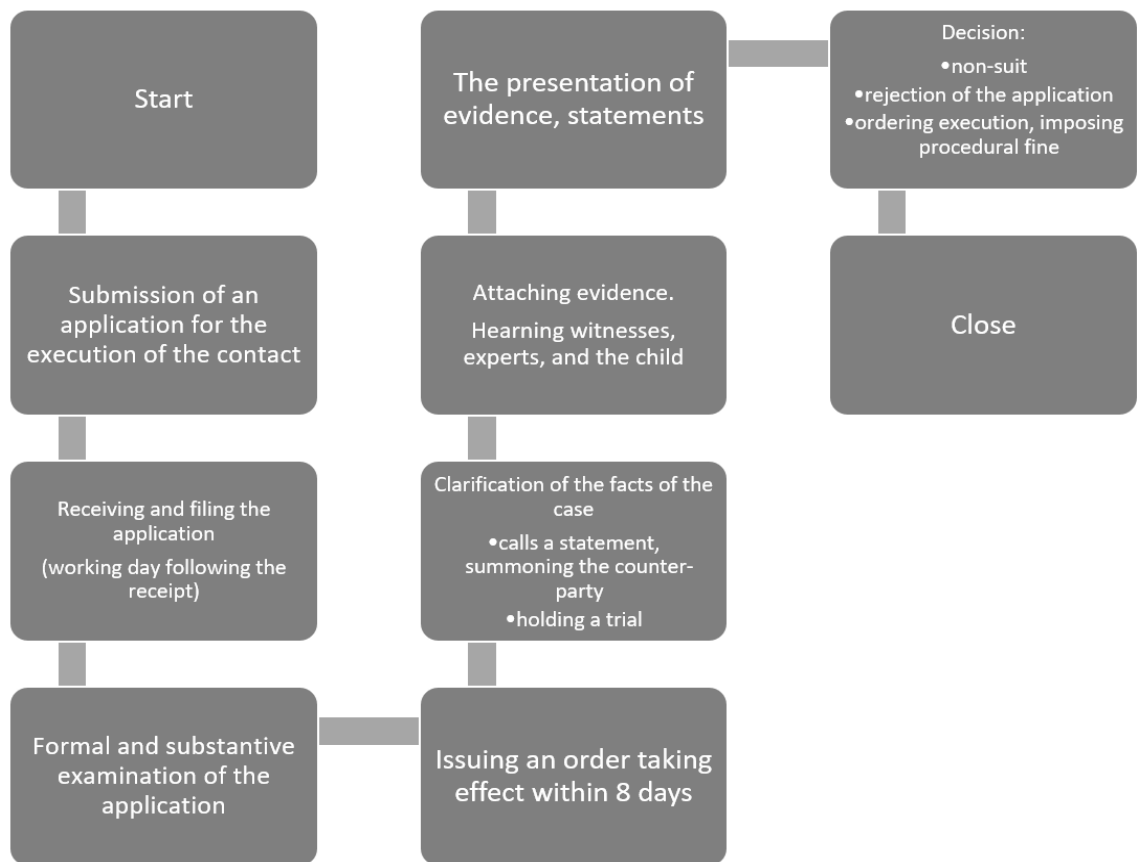 Start
Submission of an
application for the
execution of the contact
Receiving and filing the
application
(working day following the
receipt)
Formal and substantive
examination of the
application
Issuing an order taking
effect within 8 days
Clarification of the facts of the
case
•calls a statement,
summoning the counter-
party
•holding a trial
Attaching evidence.
Hearning witnesses,
experts, and the child
The presentation of
evidence, statements
Decision:
•non-suit
•rejection of the application
•ordering execution, imposing
procedural fine
Close